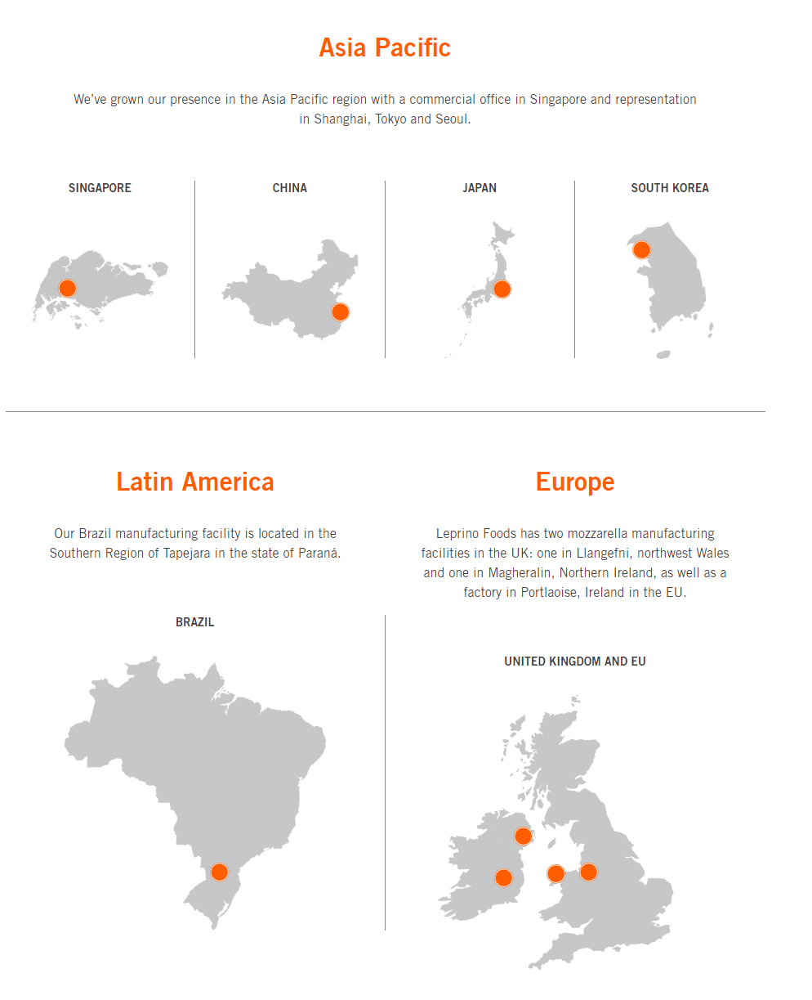 Asia Pacific
We've grown our presence in the Asia Pacific region with a commercial office in Singapore and representation
in Shanghai, Tokyo and Seoul.
SINGAPORE
CHINA
JAPAN
SOUTH KOREA
Latin America
Our Brazil manufacturing facility is located in the
Southern Region of Tapejara in the state of Paraná.
BRAZIL
Europe
Leprino Foods has two mozzarella manufacturing
facilities in the UK: one in Llangefni, northwest Wales
and one in Magheralin, Northern Ireland, as well as a
factory in Portlaoise, Ireland in the EU.
UNITED KINGDOM AND EU